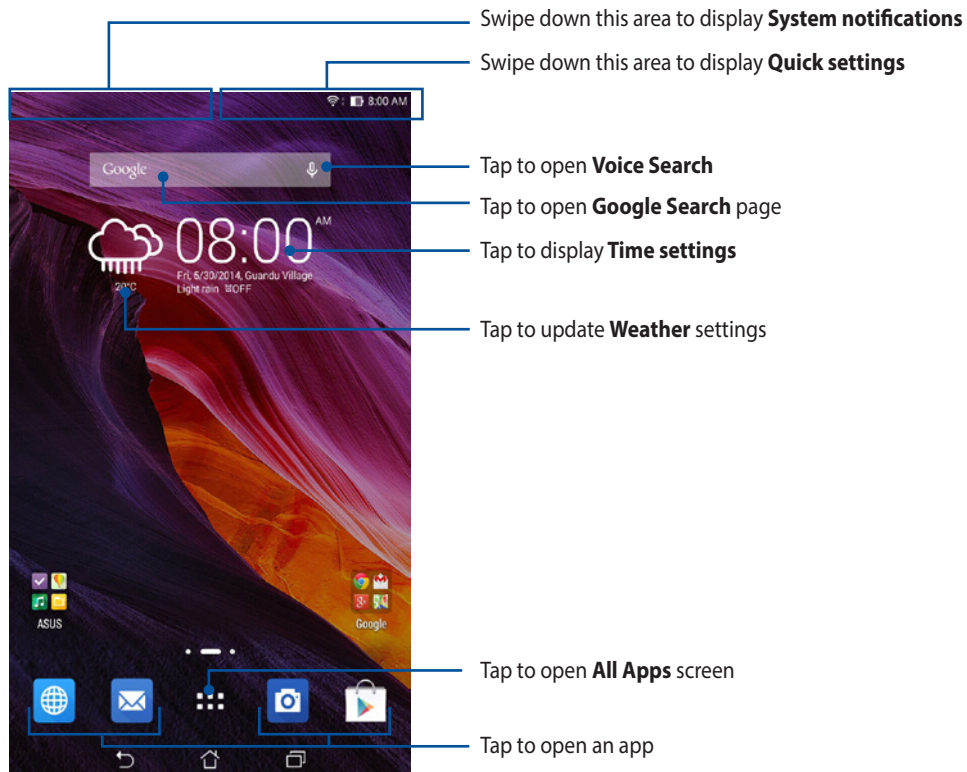 Swipe down this area to display System notifications
Swipe down this area to display Quick settings
8:00 AM
Google
Tap to open Voice Search
Tap to open Google Search page
08:00 AM
Tap to display Time settings
Fri, 5/30/2014, Guandu Village
20°C
Light rain OFF
Tap to update Weather settings
ASUS
Google
Tap to open All Apps screen
Tap to open an app